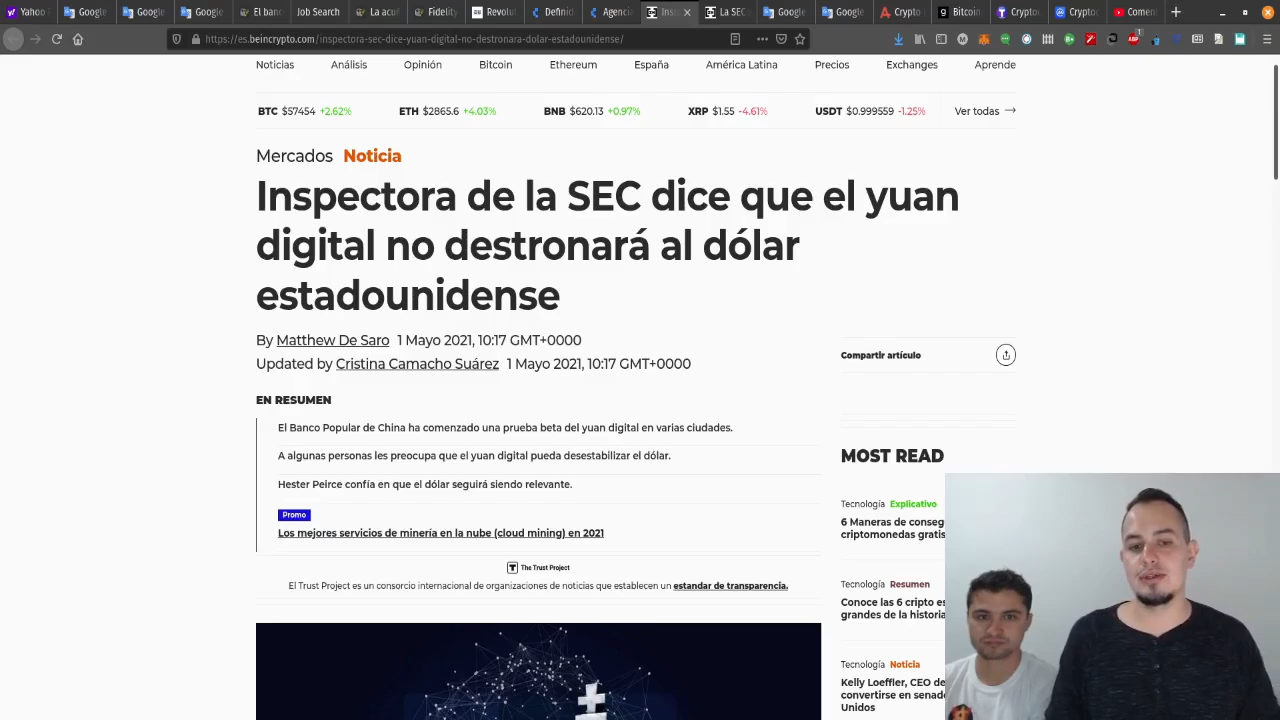 Yahoo F
Google
Google
Google
El ban
Job Search
La acuñ
Fidelity
Revolut
Definid
Agencia
Insp
La SEC
Google
Google
Crypto
Bitcoin
Crypto
Crypto
Coment
https://es.beincrypto.com/inspectora-sec-dice-yuan-digital-no-destronara-dolar-estadounidense/
Noticias Análisis Opinión Bitcoin Ethereum España América Latina Precios Exchanges Aprende
BTC $57454 +2.62% ETH $2865.6 +4.03% BNB $620.13 +0.97% XRP $1.55 -4.61% USDT $0.999559 -1.25% Ver todas
Mercados Noticia
Inspectora de la SEC dice que el yuan
digital no destronará al dólar
estadounidense
By Matthew De Saro 1 Mayo 2021, 10:17 GMT+0000
Updated by Cristina Camacho Suárez 1 Mayo 2021, 10:17 GMT+0000
EN RESUMEN
El Banco Popular de China ha comenzado una prueba beta del yuan digital en varias ciudades.
A algunas personas les preocupa que el yuan digital pueda desestabilizar el dólar.
Hester Peirce confía en que el dólar seguirá siendo relevante.
Promo
Los mejores servicios de minería en la nube (cloud mining) en 2021
The Trust Project
El Trust Project es un consorcio internacional de organizaciones de noticias que establecen un estandar de transparencia.
Compartir artículo
MOST READ
Tecnología Explicativo
6 Maneras de conseg
criptomonedas gratis
Tecnología Resumen
Conoce las 6 cripto es
grandes de la historia
Tecnología Noticia
Kelly Loeffler, CEO de
convertirse en senado
Unidos